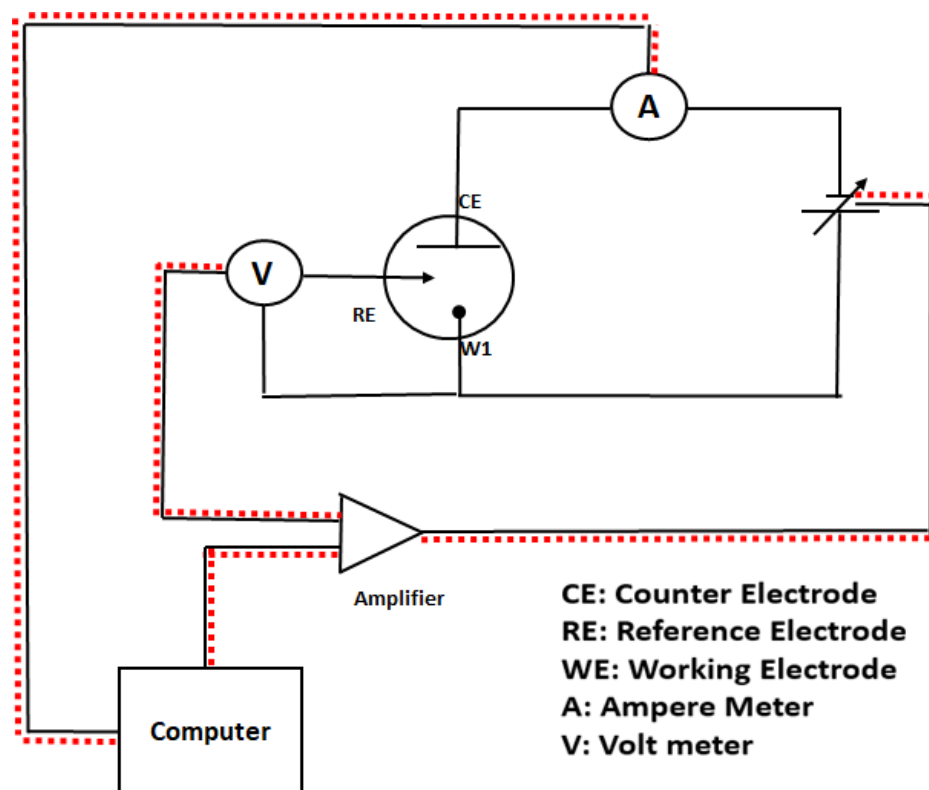 A
CE
V
RE
W1
Amplifier
CE: Counter Electrode
RE: Reference Electrode
WE: Working Electrode
A: Ampere Meter
V: Volt meter
Computer